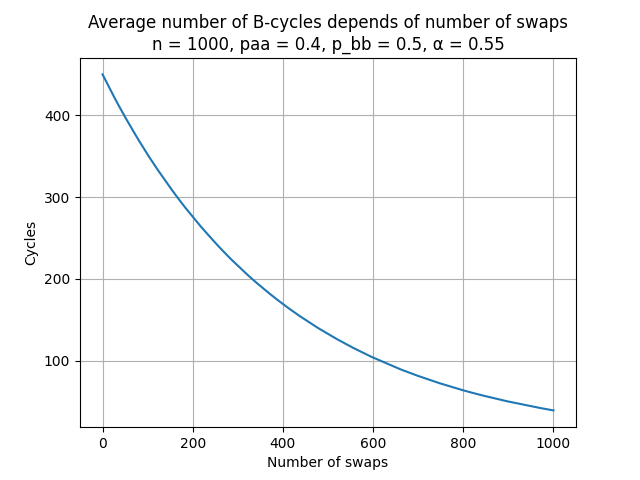 Average number of B-cycles depends of number of swaps
n = 1000, paa = 0.4, p_bb = 0.5, α = 0.55
400
300
200
100
Cycles
0 200 400 600 800 1000
Number of swaps